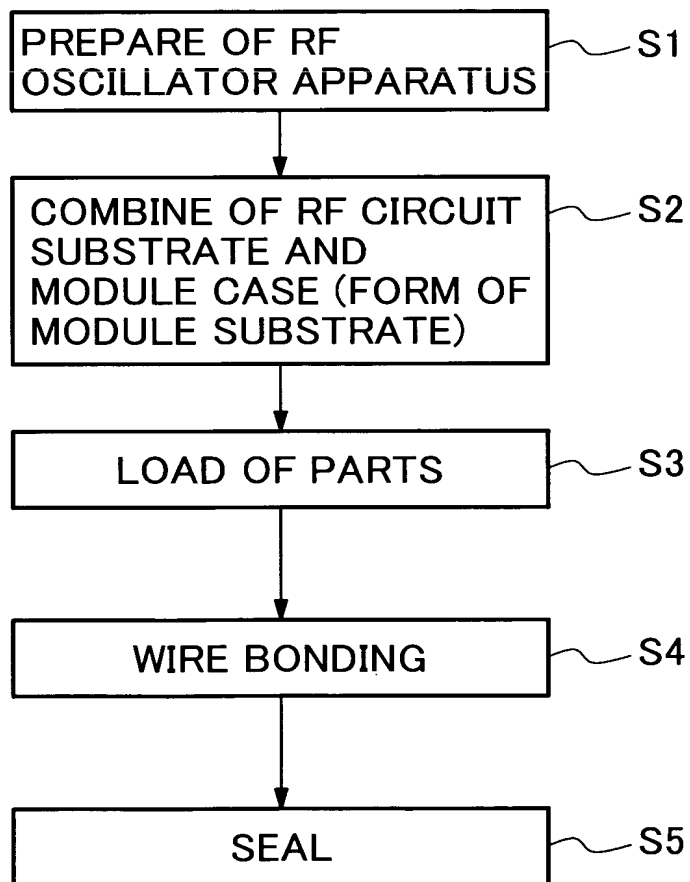 PREPARE OF RF
OSCILLATOR APPARATUS
S1
COMBINE OF RF CIRCUIT
SUBSTRATE AND
MODULE CASE (FORM OF
MODULE SUBSTRATE)
S2
LOAD OF PARTS
S3
WIRE BONDING
S4
SEAL
S5